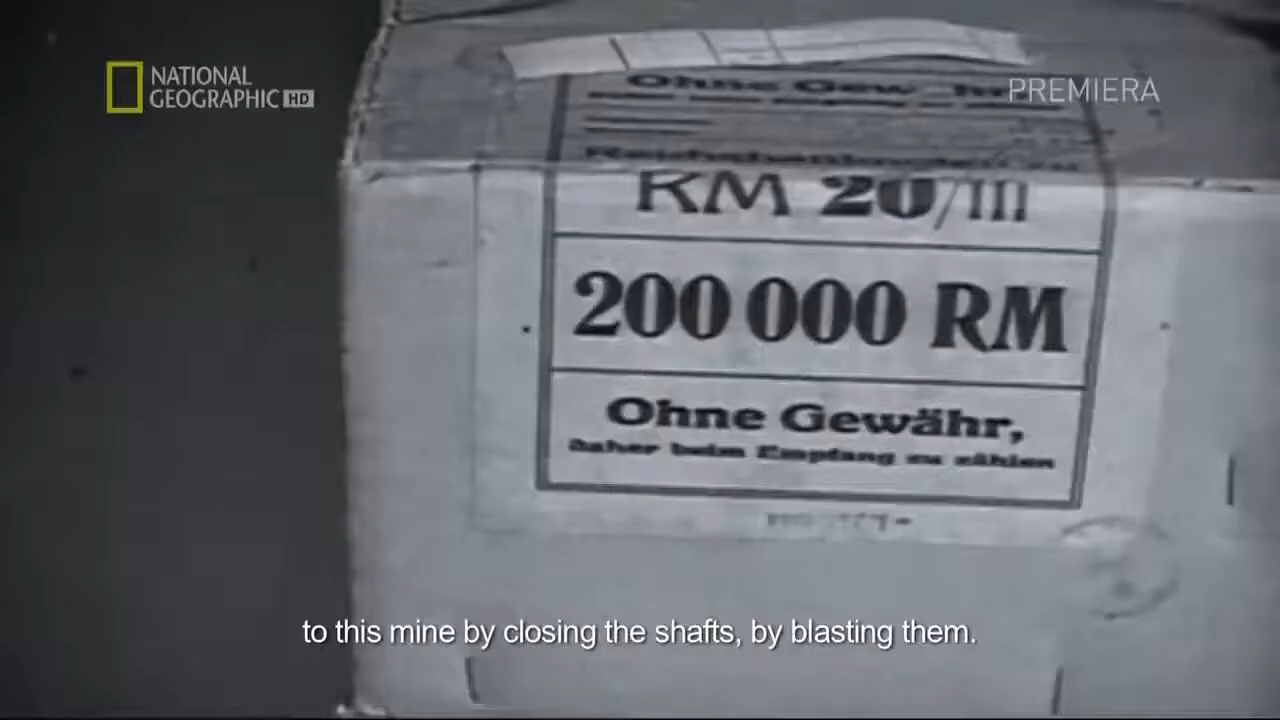 NATIONAL
GEOGRAPHIC HD
PREMIERA
Ohne Gew
RM 20/III
200 000 RM
Ohne Gewähr,
daher beim Empfang zu zählen
to this mine by closing the shafts, by blasting them.